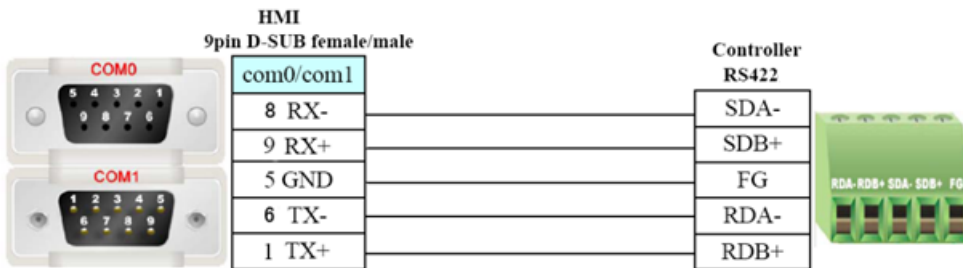 HMI
9pin D-SUB female/male
Controller
RS422
COM0
5 4 3 2 1
9 8 7 6
COM1
1 2 3 4 5
6 7 8 9
com0/com1
8 RX-
SDA-
9 RX+
SDB+
5 GND
FG
6 TX-
RDA-
1 TX+
RDB+
RDA- RDB+ SDA- SDB+ FG